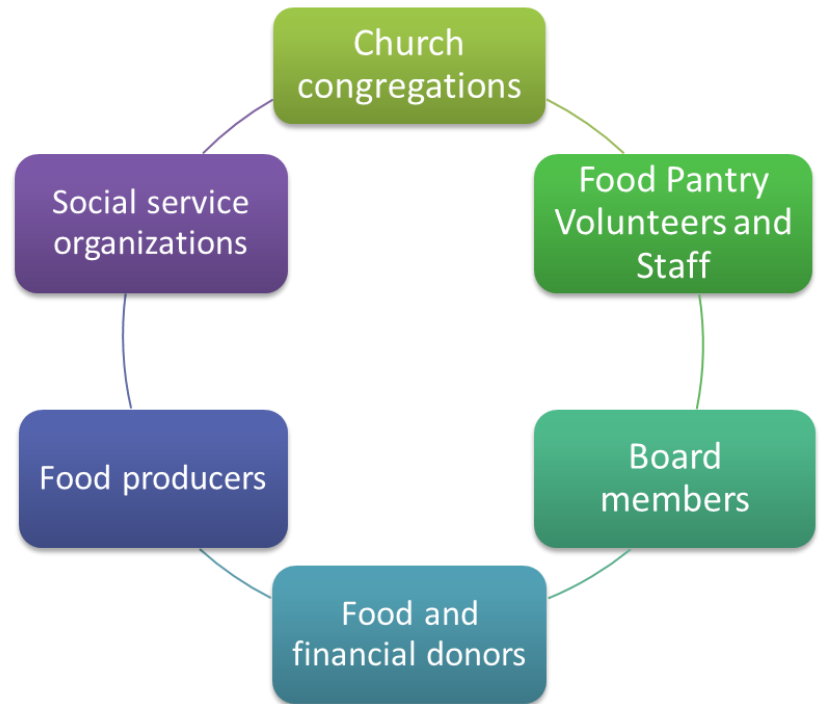 Church
congregations
Food Pantry
Volunteers and
Staff
Board
members
Food and
financial donors
Food producers
Social service
organizations